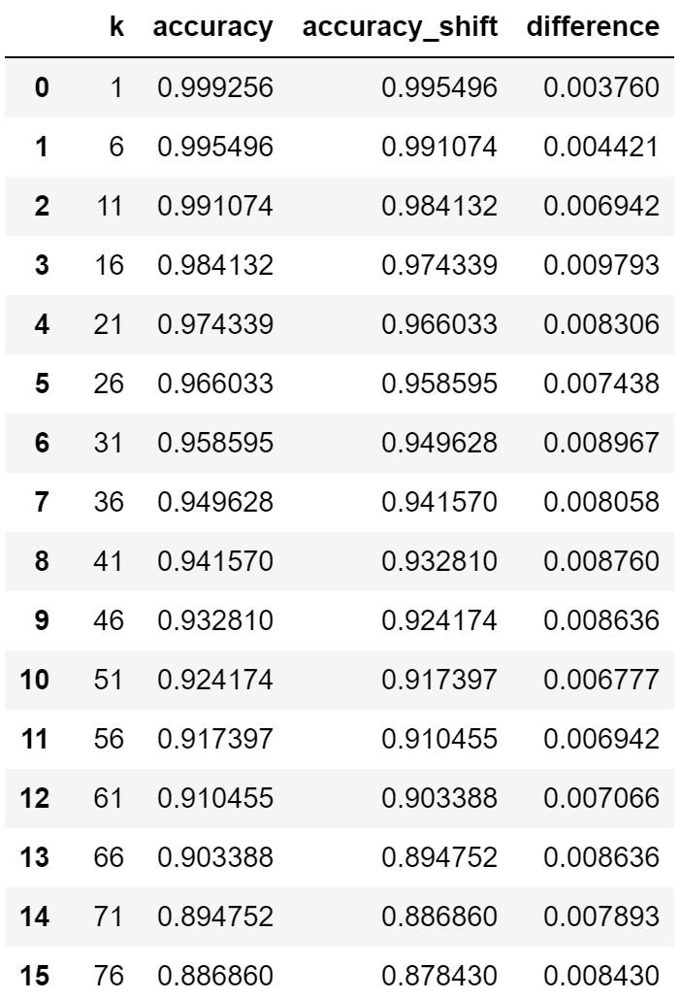 k accuracy accuracy_shift difference
0 1 0.999256 0.995496 0.003760
1 6 0.995496 0.991074 0.004421
2 11 0.991074 0.984132 0.006942
3 16 0.984132 0.974339 0.009793
4 21 0.974339 0.966033 0.008306
5 26 0.966033 0.958595 0.007438
6 31 0.958595 0.949628 0.008967
7 36 0.949628 0.941570 0.008058
8 41 0.941570 0.932810 0.008760
9 46 0.932810 0.924174 0.008636
10 51 0.924174 0.917397 0.006777
11 56 0.917397 0.910455 0.006942
12 61 0.910455 0.903388 0.007066
13 66 0.903388 0.894752 0.008636
14 71 0.894752 0.886860 0.007893
15 76 0.886860 0.878430 0.008430